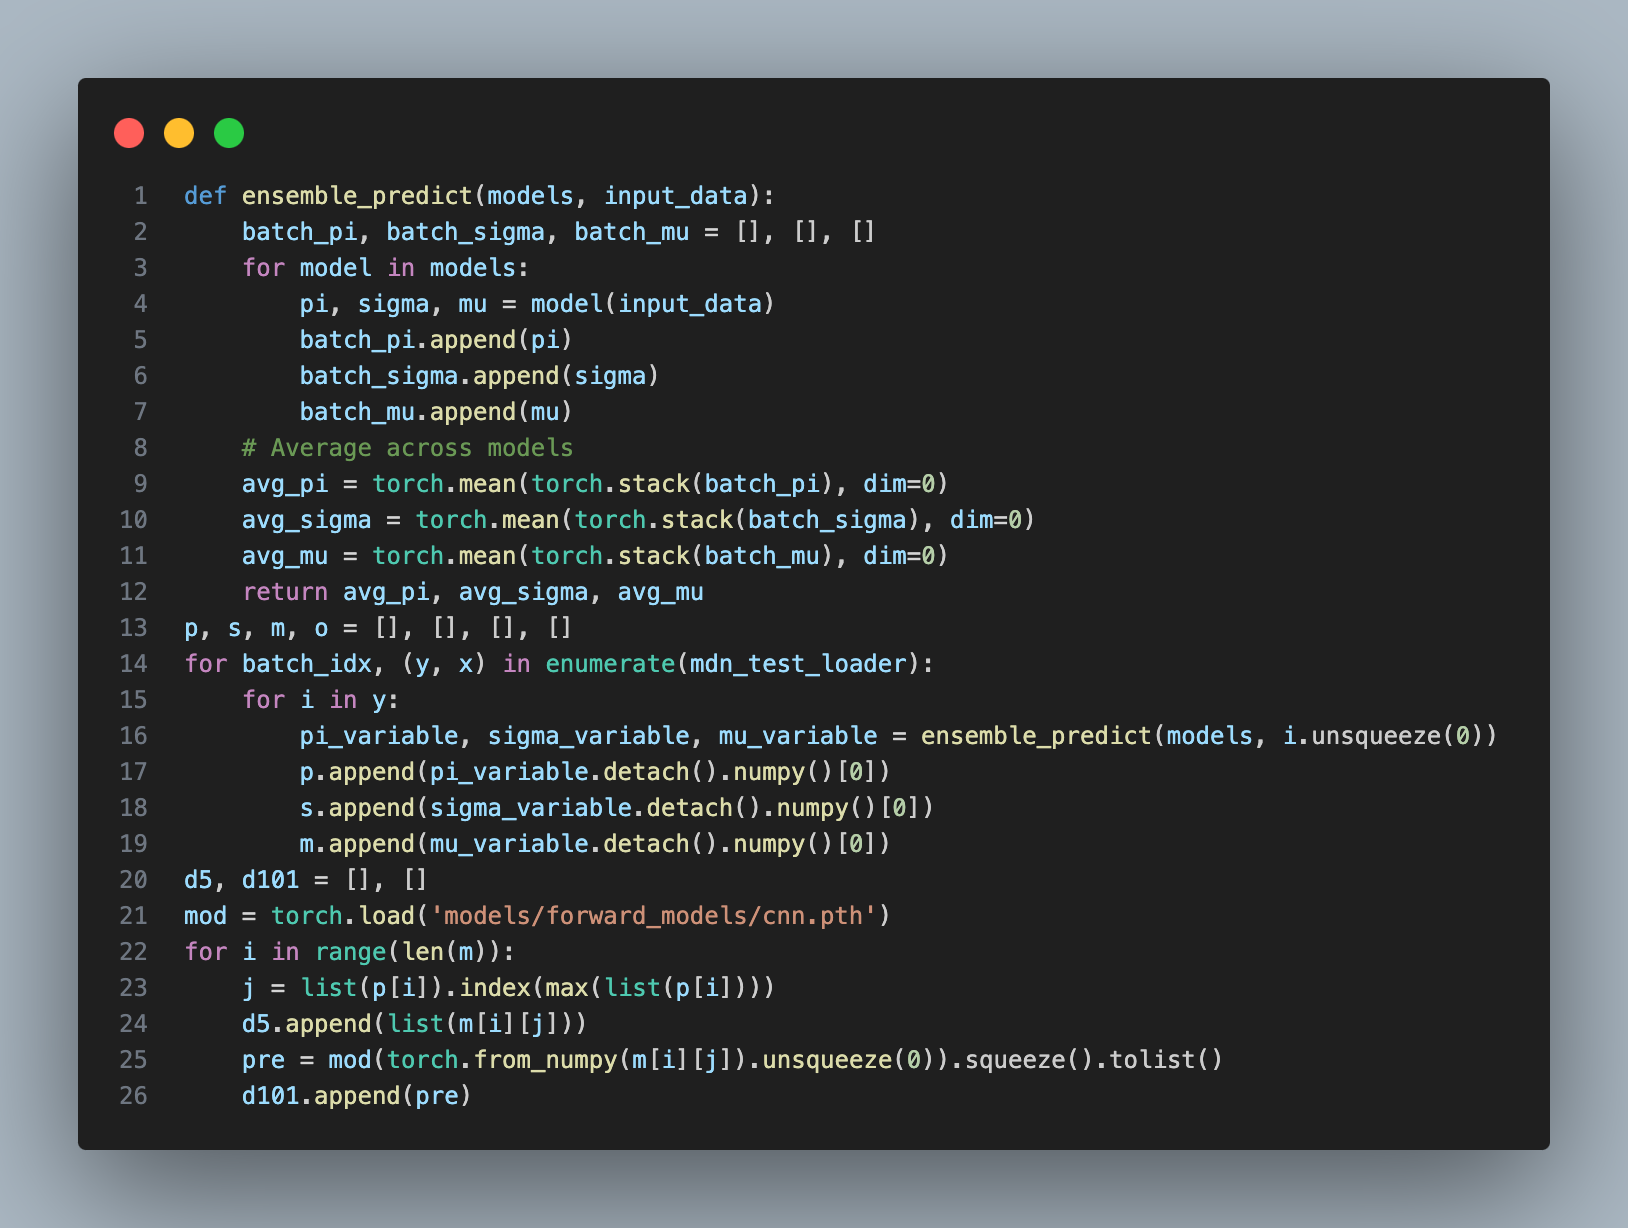 1 def ensemble_predict(models, input_data):
2     batch_pi, batch_sigma, batch_mu = [], [], []
3     for model in models:
4         pi, sigma, mu = model(input_data)
5         batch_pi.append(pi)
6         batch_sigma.append(sigma)
7         batch_mu.append(mu)
8     # Average across models
9     avg_pi = torch.mean(torch.stack(batch_pi), dim=0)
10     avg_sigma = torch.mean(torch.stack(batch_sigma), dim=0)
11     avg_mu = torch.mean(torch.stack(batch_mu), dim=0)
12     return avg_pi, avg_sigma, avg_mu
13 p, s, m, o = [], [], [], []
14 for batch_idx, (y, x) in enumerate(mdn_test_loader):
15     for i in y:
16         pi_variable, sigma_variable, mu_variable = ensemble_predict(models, i.unsqueeze(0))
17         p.append(pi_variable.detach().numpy()[0])
18         s.append(sigma_variable.detach().numpy()[0])
19         m.append(mu_variable.detach().numpy()[0])
20 d5, d101 = [], []
21 mod = torch.load('models/forward_models/cnn.pth')
22 for i in range(len(m)):
23     j = list(p[i]).index(max(list(p[i])))
24     d5.append(list(m[i][j]))
25     pre = mod(torch.from_numpy(m[i][j]).unsqueeze(0)).squeeze().tolist()
26     d101.append(pre)